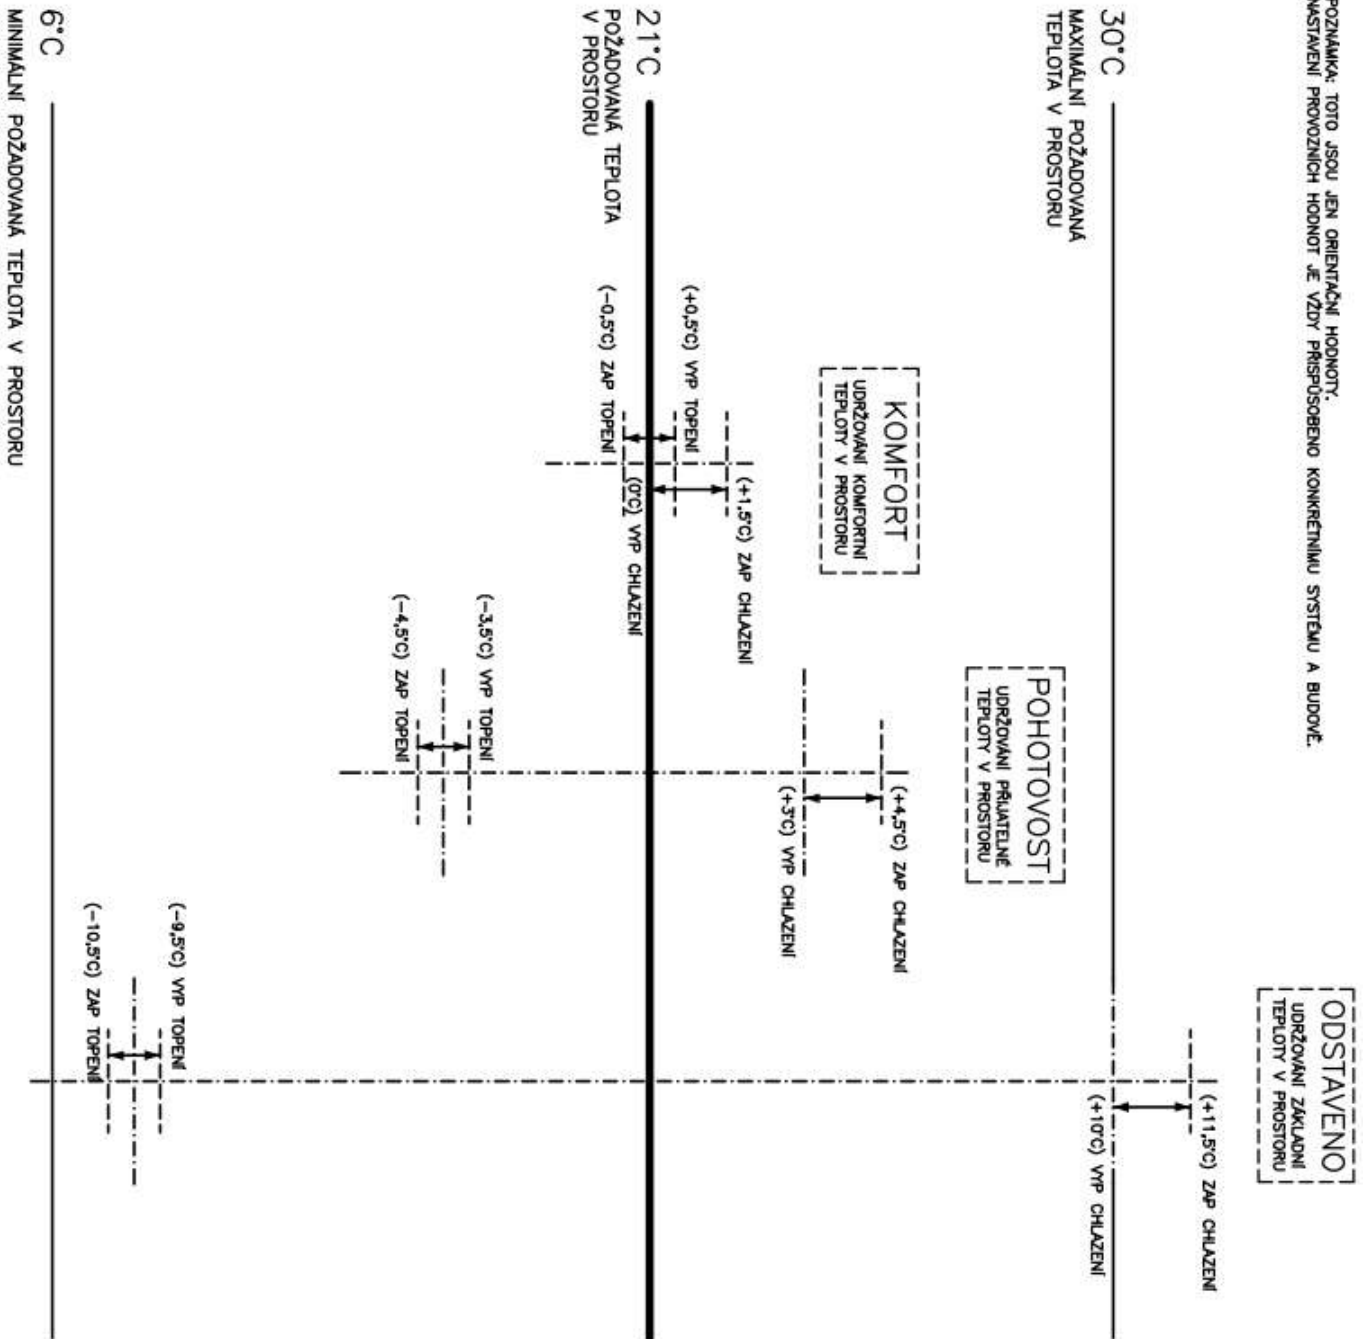 POZNÁMKA: TOTO JSOU JEN ORIENTAČNÍ HODNOTY.
NASTAVENÍ PROVOZNÍCH HODNOT JE VŽDY PŘISPŮSOBENO KONKRÉTNÍMU SYSTÉMU A BUDOVĚ.
ODSTAVENO
UDRŽOVÁNÍ ZÁKLADNÍ
TEPLOTY V PROSTORU
(+11,5°C) ZAP CHLAZENÍ
30°C
MAXIMÁLNÍ POŽADOVANÁ
TEPLOTA V PROSTORU
(+10°C) VYP CHLAZENÍ
POHOTOVOST
UDRŽOVÁNÍ PŘIJATELNÉ
TEPLOTY V PROSTORU
KOMFORT
UDRŽOVÁNÍ KOMFORTNÍ
TEPLOTY V PROSTORU
(+4,5°C) ZAP CHLAZENÍ
(+3°C) VYP CHLAZENÍ
(+1,5°C) ZAP CHLAZENÍ
(+0,5°C) VYP TOPENÍ
21°C
POŽADOVANÁ TEPLOTA
V PROSTORU
(0°C) VYP CHLAZENÍ
(-0,5°C) ZAP TOPENÍ
(-3,5°C) VYP TOPENÍ
(-4,5°C) ZAP TOPENÍ
(-9,5°C) VYP TOPENÍ
(-10,5°C) ZAP TOPENÍ
6°C
MINIMÁLNÍ POŽADOVANÁ TEPLOTA V PROSTORU